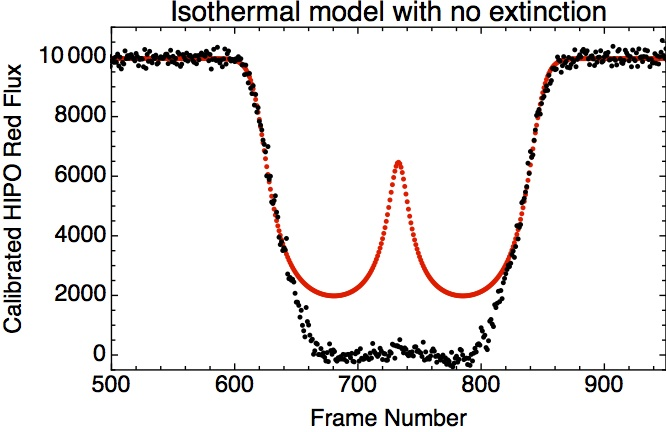 Isothermal model with no extinction
Calibrated HIPO Red Flux
10 000
8000
6000
4000
2000
0
500 600 700 800 900
Frame Number